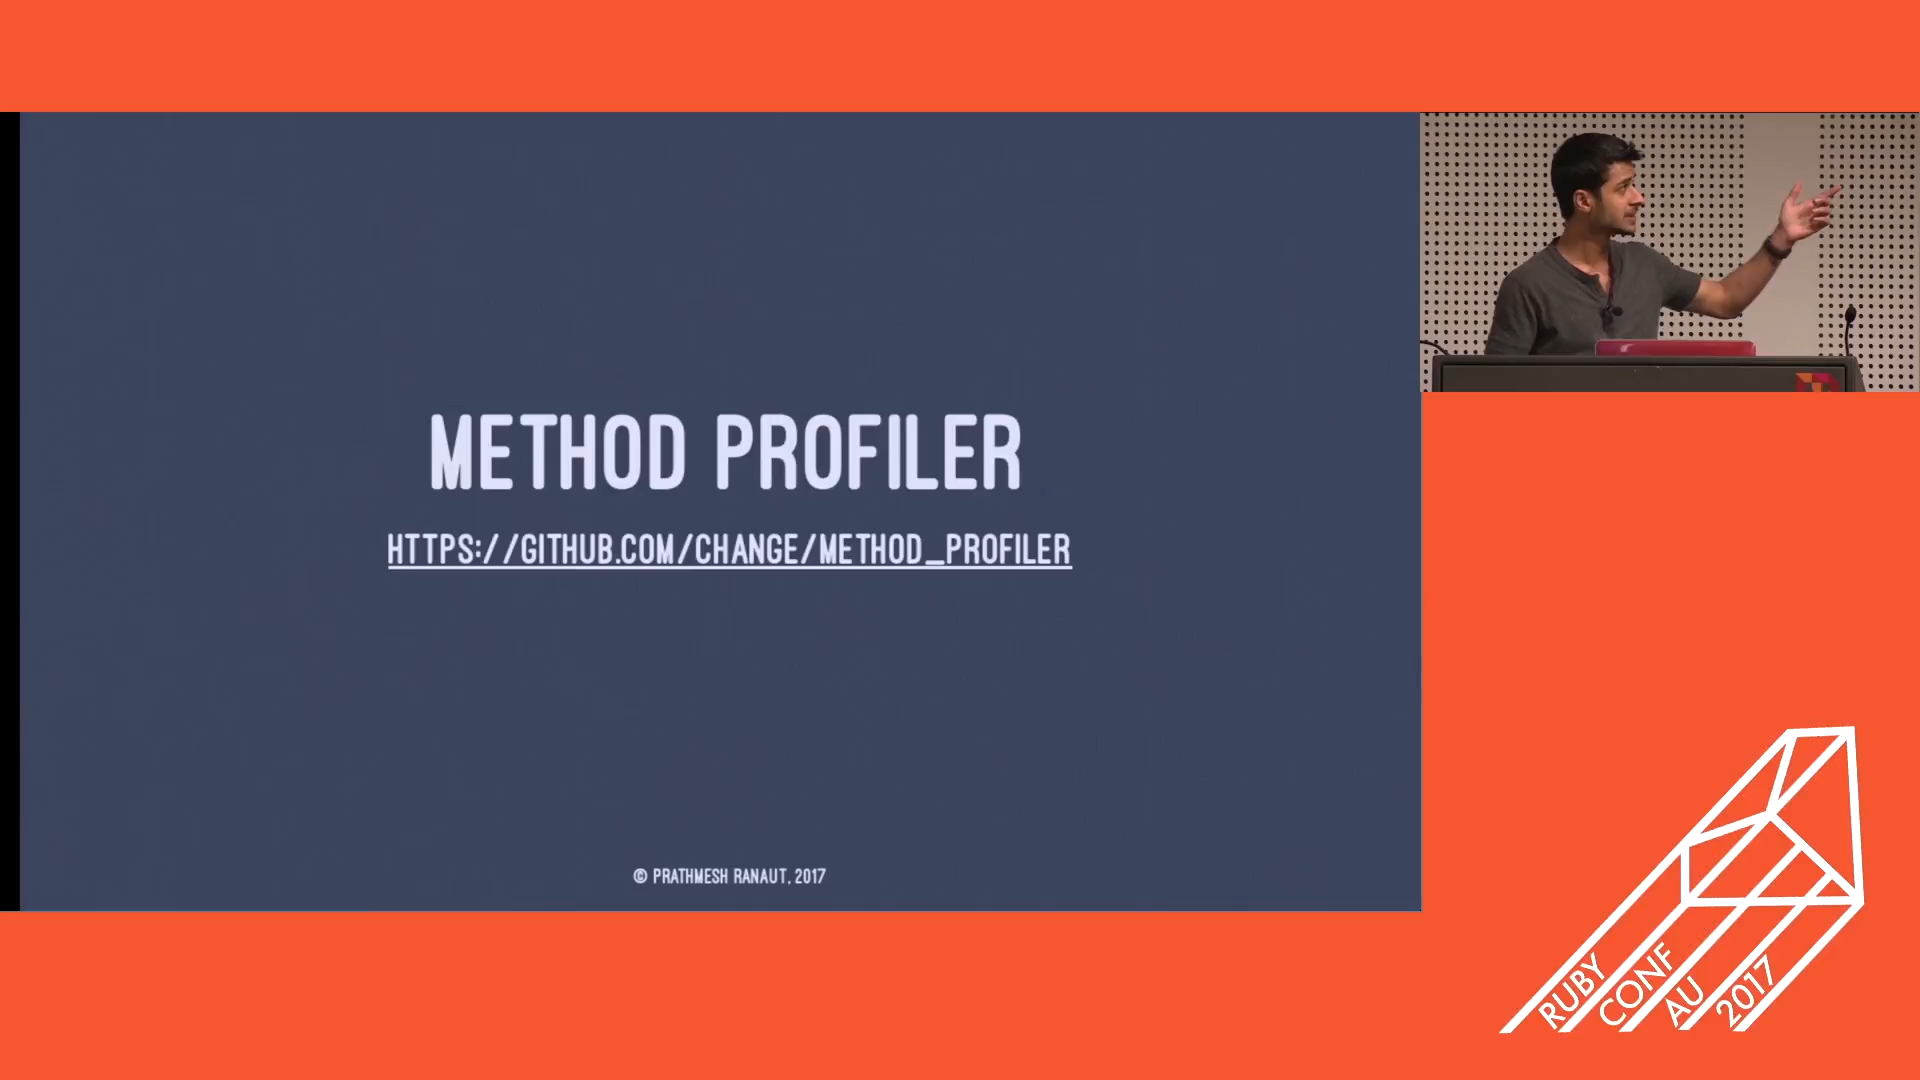 METHOD PROFILER
HTTPS://GITHUB.COM/CHANGE/METHOD_PROFILER
© PRATHMESH RANAUT, 2017
RUBY
CONF
AU
2017